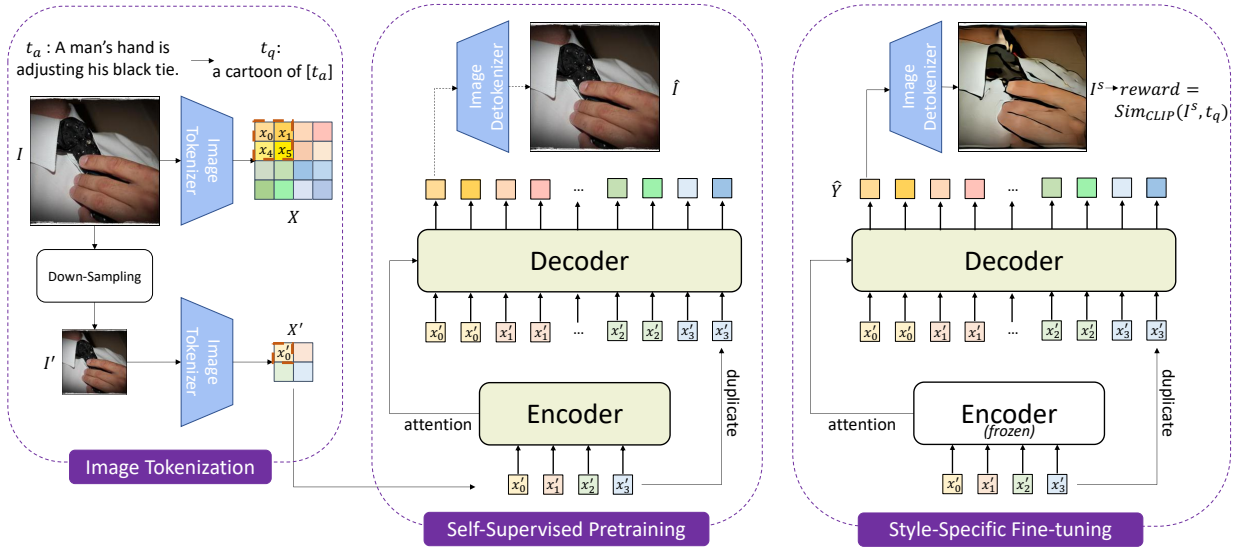 t_a : A man's hand is
adjusting his black tie.
t_q:
a cartoon of [t_a]
I
Image
Tokenizer
x_0 x_1
x_4 x_5
X
Down-Sampling
I′
Image
Tokenizer
X′
x′_0
Image Tokenization
Image
Detokenizer
Î
...
Decoder
x′_0 x′_0 x′_1 x′_1 ... x′_2 x′_2 x′_3 x′_3
attention
Encoder
duplicate
x′_0 x′_1 x′_2 x′_3
Self-Supervised Pretraining
Image
Detokenizer
I^s → reward =
Sim_CLIP(I^s, t_q)
Ŷ
...
Decoder
x′_0 x′_0 x′_1 x′_1 ... x′_2 x′_2 x′_3 x′_3
attention
Encoder
(frozen)
duplicate
x′_0 x′_1 x′_2 x′_3
Style-Specific Fine-tuning